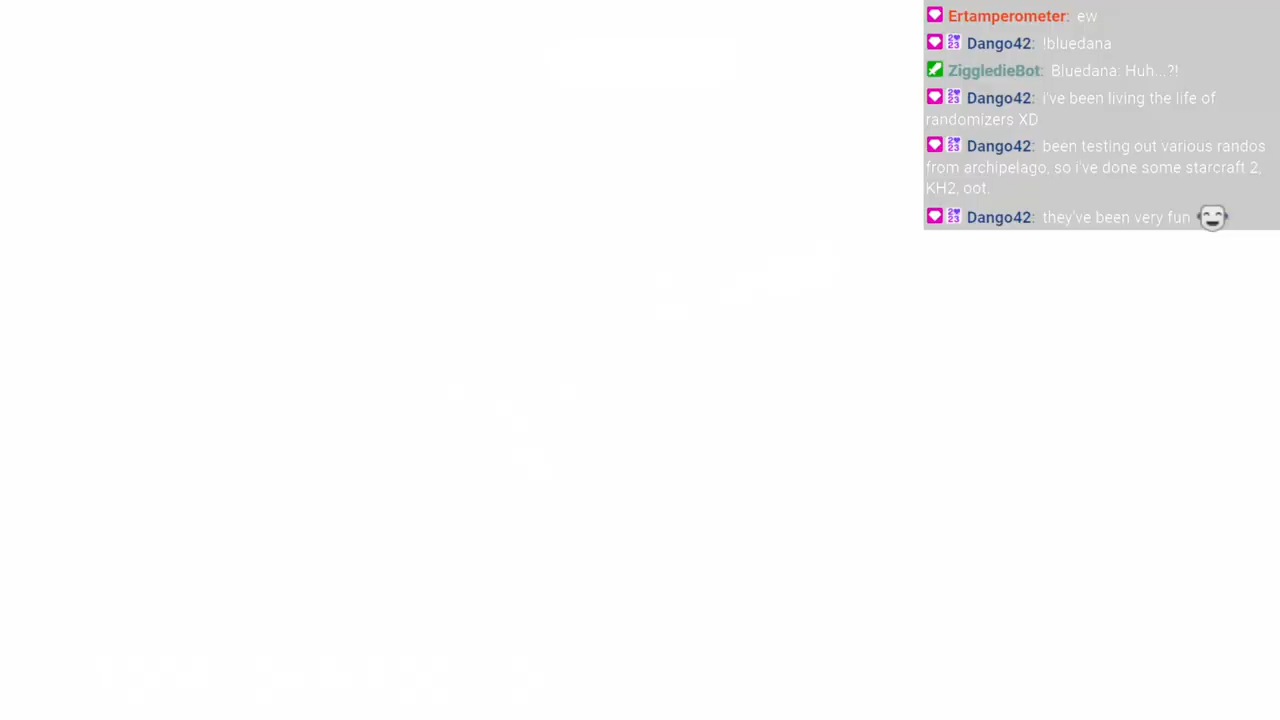 Ertamperometer: ew
Dango42: !bluedana
ZiggledieBot: Bluedana: Huh...?!
Dango42: i've been living the life of
randomizers XD
Dango42: been testing out various randos
from archipelago, so i've done some starcraft 2,
KH2, oot.
Dango42: they've been very fun